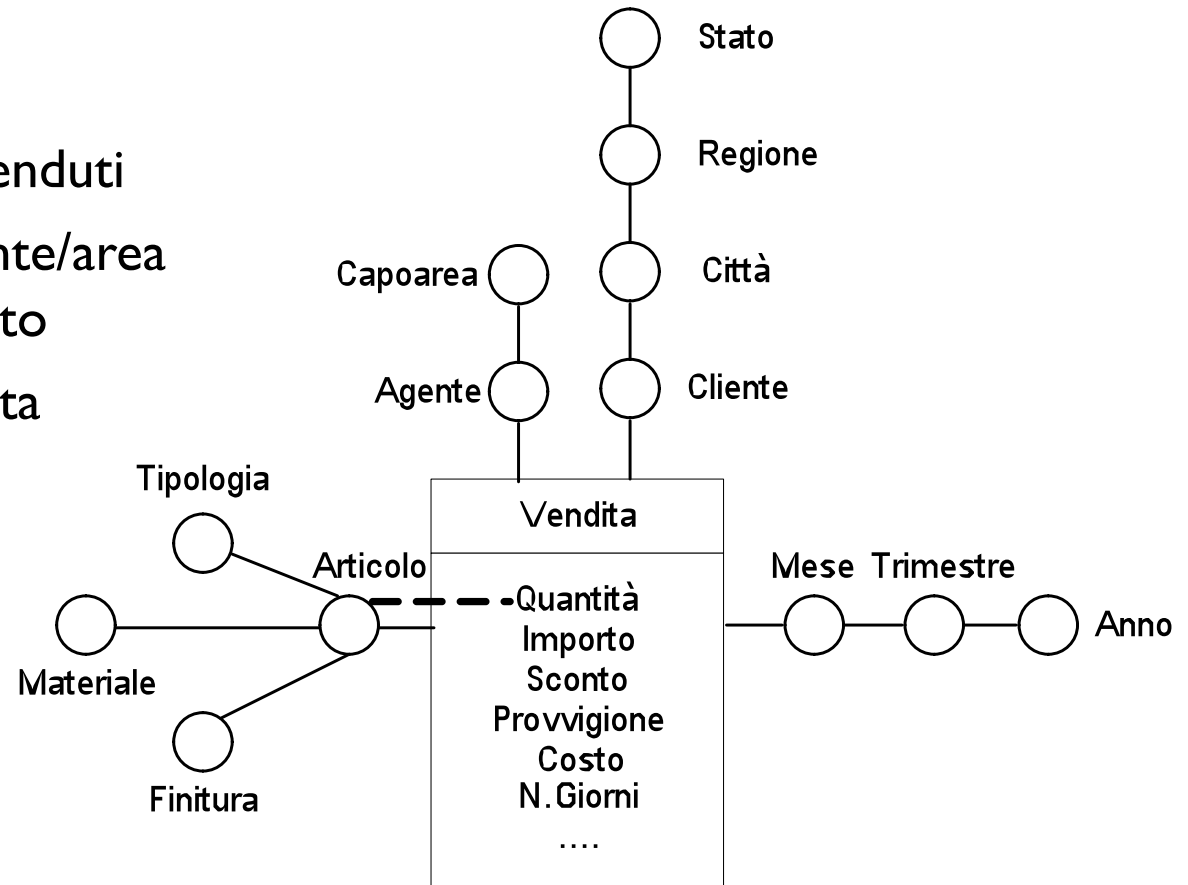 Stato
Regione
enduti
nte/area
to
ta
Capoarea
Città
Agente
Cliente
Tipologia
Vendita
Articolo
Mese Trimestre
Quantità
Importo
Anno
Materiale
Sconto
Provvigione
Costo
N.Giorni
Finitura
....